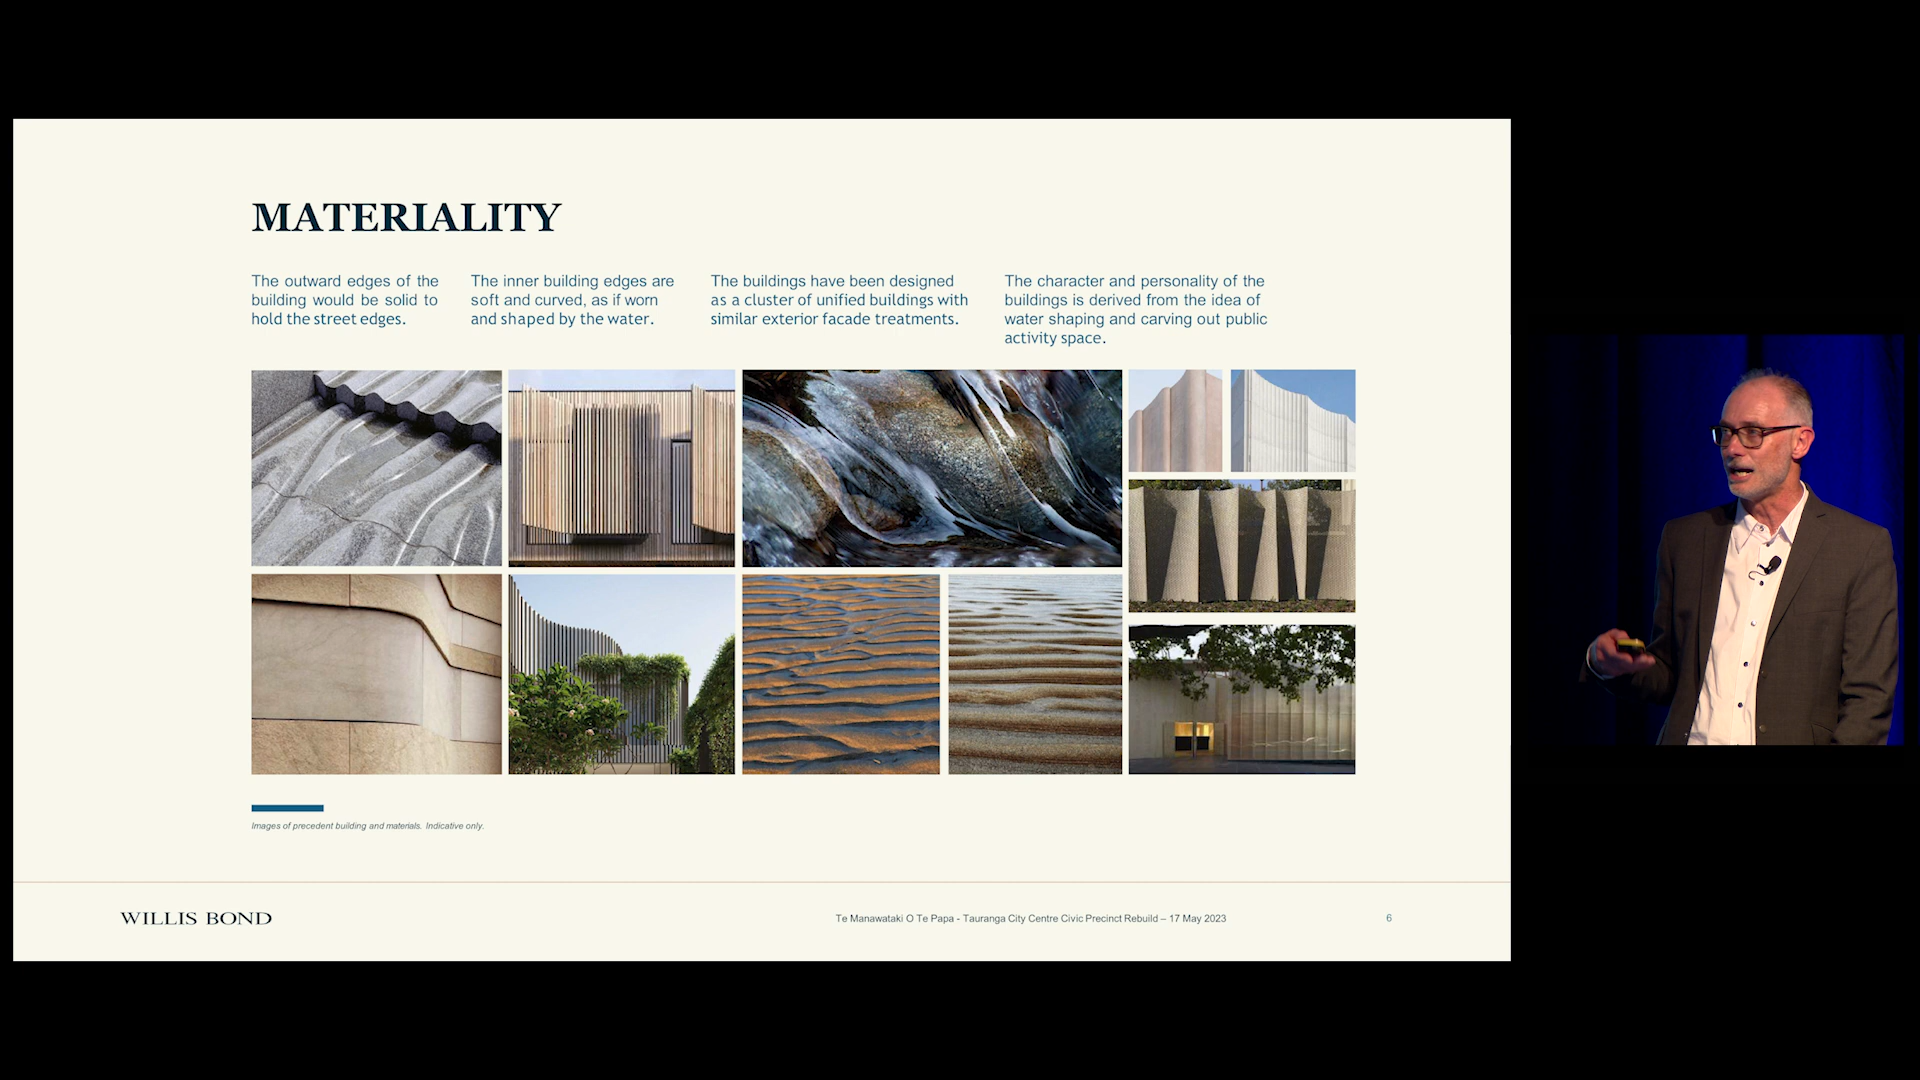 MATERIALITY
The outward edges of the
building would be solid to
hold the street edges.
The inner building edges are
soft and curved, as if worn
and shaped by the water.
The buildings have been designed
as a cluster of unified buildings with
similar exterior facade treatments.
The character and personality of the
buildings is derived from the idea of
water shaping and carving out public
activity space.
Images of precedent building and materials. Indicative only.
WILLIS BOND
Te Manawataki O Te Papa - Tauranga City Centre Civic Precinct Rebuild – 17 May 2023
6